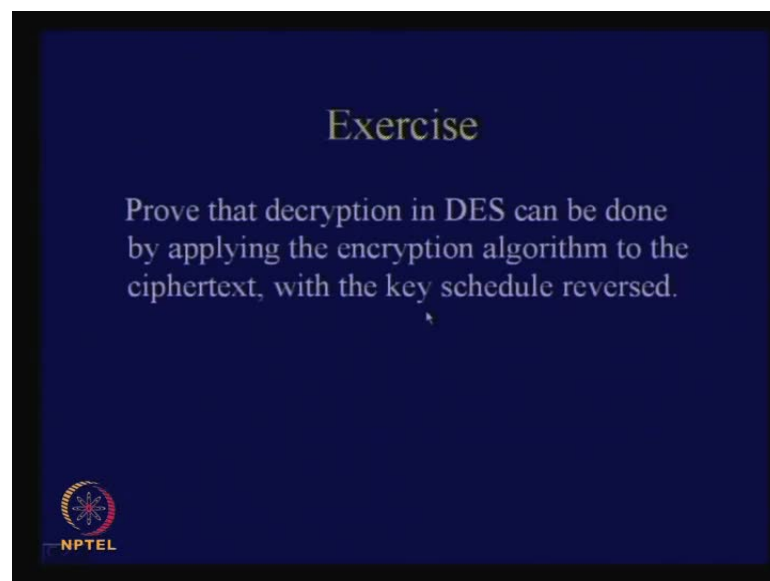 Exercise
Prove that decryption in DES can be done
by applying the encryption algorithm to the
ciphertext, with the key schedule reversed.
NPTEL